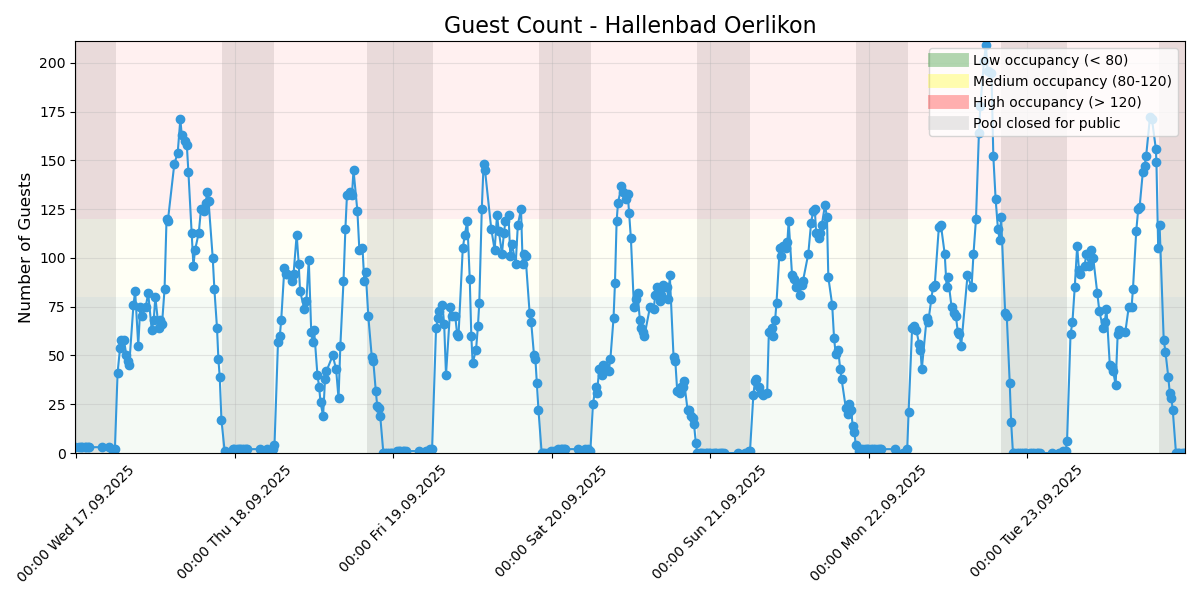 Guest Count - Hallenbad Oerlikon
Number of Guests
200
175
150
125
100
75
50
25
0
Low occupancy (< 80)
Medium occupancy (80-120)
High occupancy (> 120)
Pool closed for public
00:00 Wed 17.09.2025
00:00 Thu 18.09.2025
00:00 Fri 19.09.2025
00:00 Sat 20.09.2025
00:00 Sun 21.09.2025
00:00 Mon 22.09.2025
00:00 Tue 23.09.2025